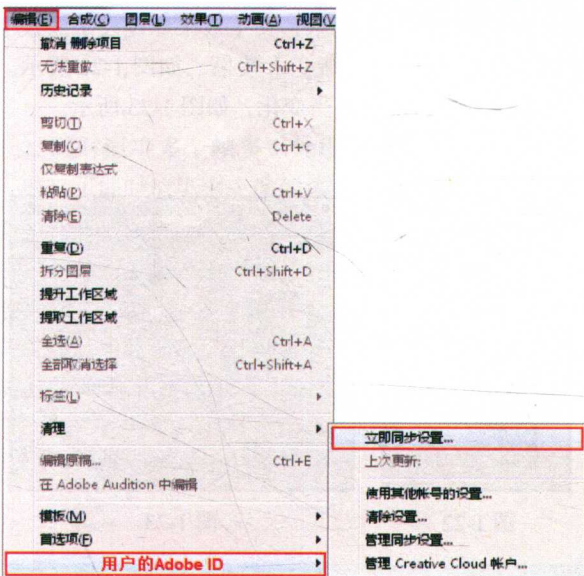 编辑(E) 合成(C) 图层(L) 效果(T) 动画(A) 视图(V
撤消 删除项目 Ctrl+Z
无法重做 Ctrl+Shift+Z
历史记录
剪切(T) Ctrl+X
复制(C) Ctrl+C
仅复制表达式
粘贴(P) Ctrl+V
清除(E) Delete
重复(D) Ctrl+D
拆分图层 Ctrl+Shift+D
提升工作区域
提取工作区域
全选(A) Ctrl+A
全部取消选择 Ctrl+Shift+A
标签(L)
清理
编辑原稿... Ctrl+E
在 Adobe Audition 中编辑
模板(M)
首选项(F)
用户的Adobe ID
立即同步设置...
上次更新:
使用其他帐号的设置...
清除设置...
管理同步设置...
管理 Creative Cloud 帐户...